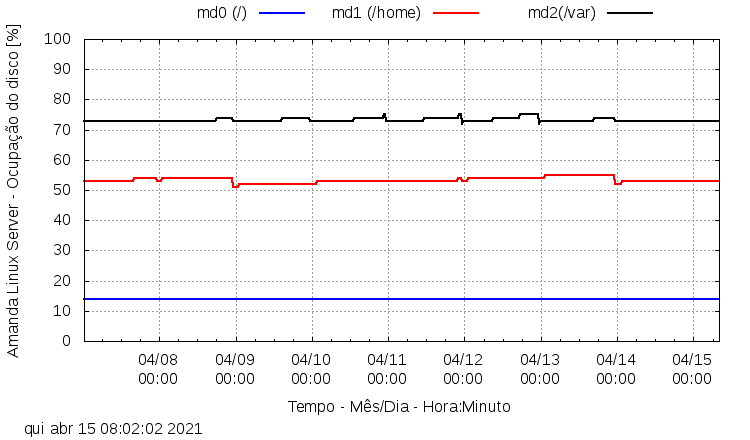 md0 (/) md1 (/home) md2(/var)
Amanda Linux Server - Ocupação do disco [%]
100
90
80
70
60
50
40
30
20
10
0
04/08 04/09 04/10 04/11 04/12 04/13 04/14 04/15
00:00 00:00 00:00 00:00 00:00 00:00 00:00 00:00
Tempo - Mês/Dia - Hora:Minuto
qui abr 15 08:02:02 2021